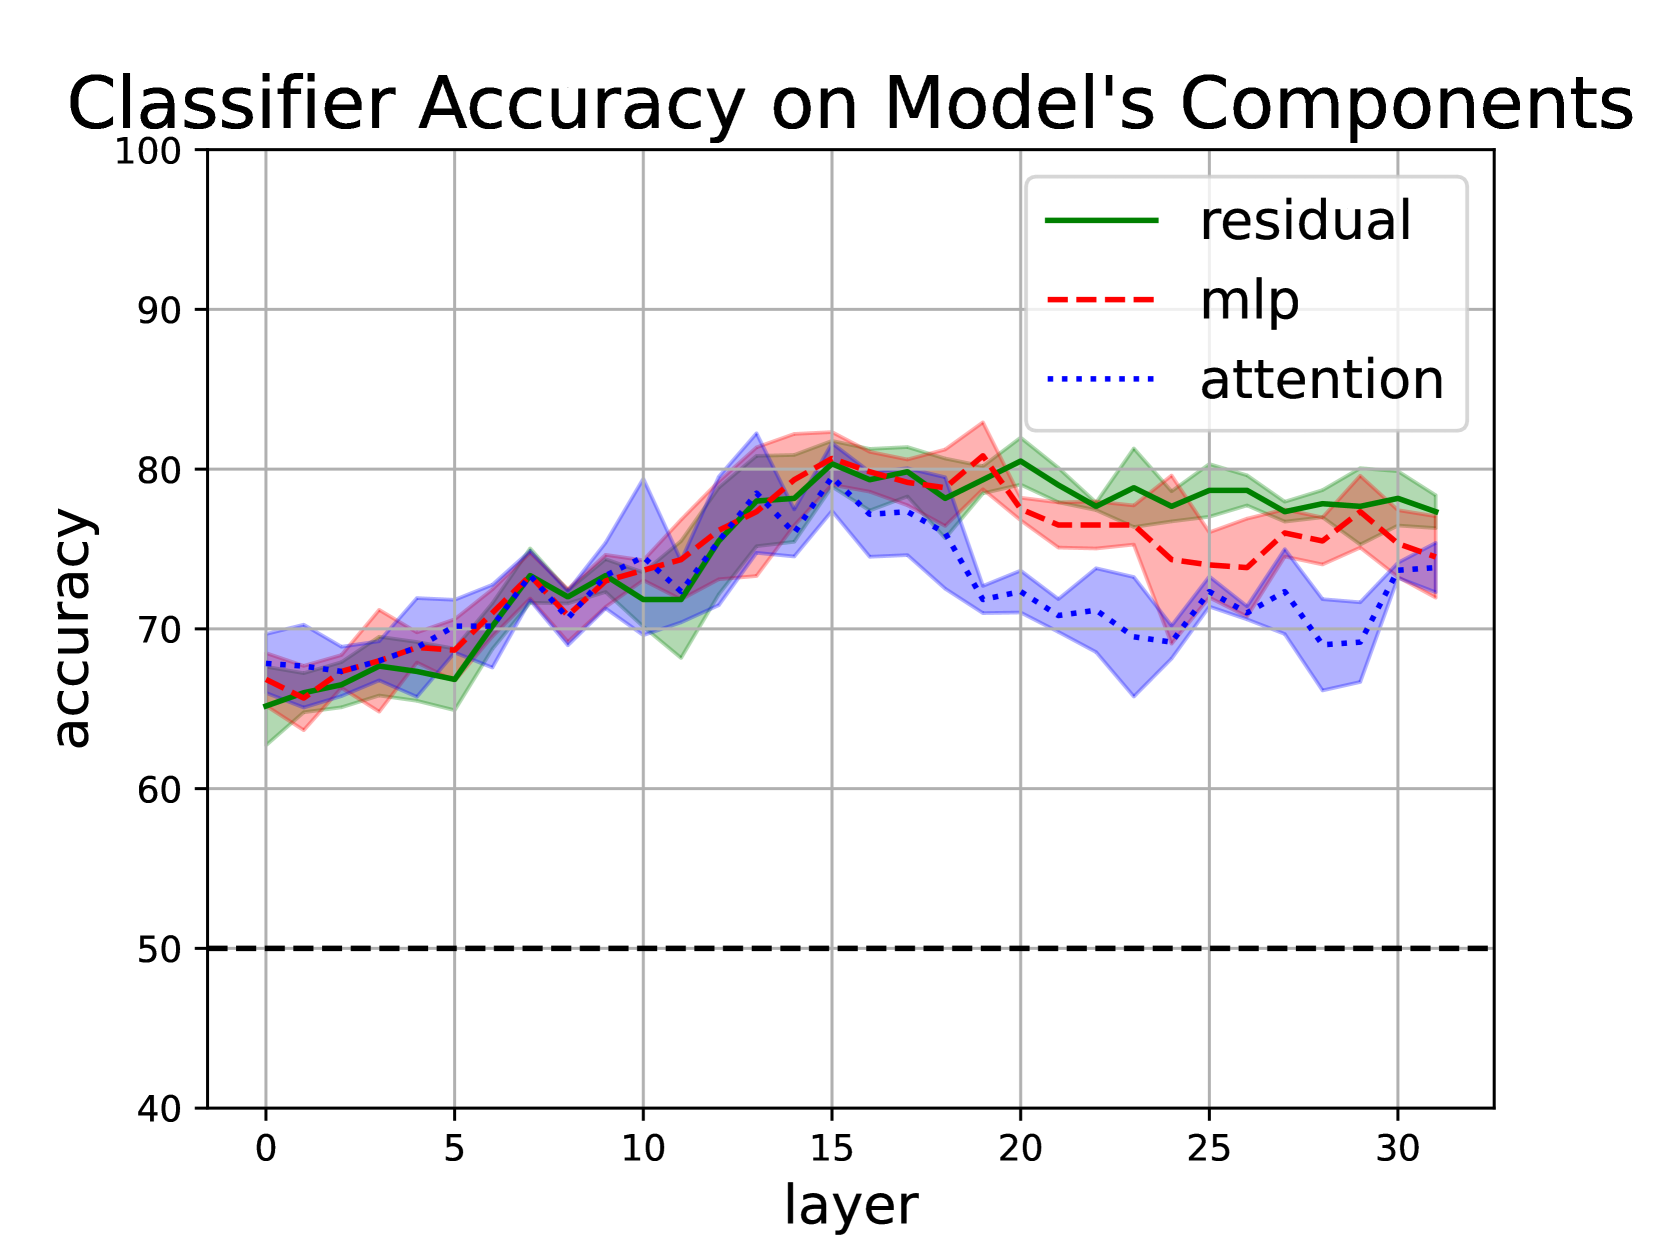 Classifier Accuracy on Model's Components
100
90
80
70
60
50
40
accuracy
residual
mlp
attention
0 5 10 15 20 25 30
layer